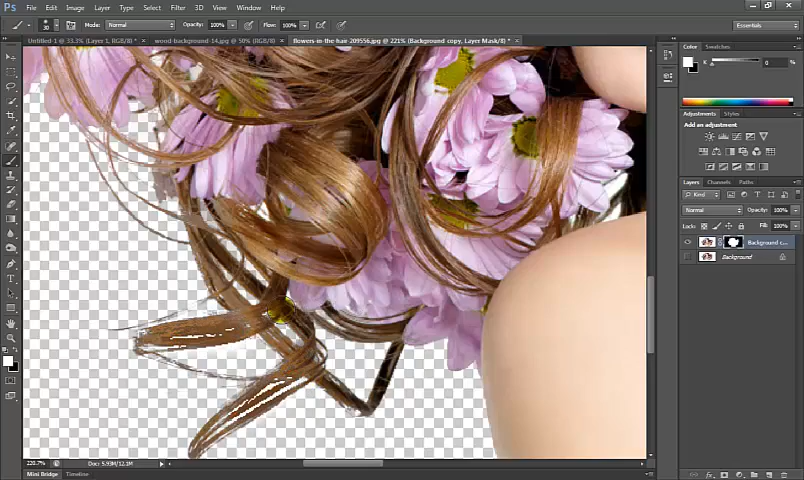 Ps File Edit Image Layer Type Select Filter 3D View Window Help
30 Mode: Normal Opacity: 100% Flow: 100% Essentials
Untitled-1 @ 33.3% (Layer 1, RGB/8) * × wood-background-14.jpg @ 50% (RGB/8) × flowers-in-the-hair-209556.jpg @ 221% (Background copy, Layer Mask/8) * ×
Color Swatches
K 0 %
Adjustments Styles
Add an adjustment
Layers Channels Paths
Kind
Normal Opacity: 100%
Lock: Fill: 100%
Background c...
Background
220.7% Doc: 5.93M/12.1M
Mini Bridge Timeline